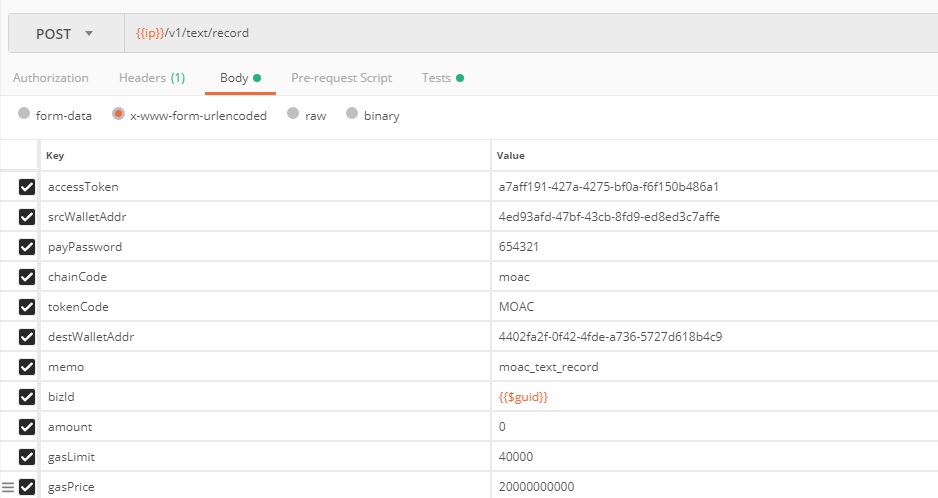 POST {{ip}}/v1/text/record
Authorization Headers (1) Body Pre-request Script Tests
form-data x-www-form-urlencoded raw binary
Key Value
accessToken a7aff191-427a-4275-bf0a-f6f150b486a1
srcWalletAddr 4ed93afd-47bf-43cb-8fd9-ed8ed3c7affe
payPassword 654321
chainCode moac
tokenCode MOAC
destWalletAddr 4402fa2f-0f42-4fde-a736-5727d618b4c9
memo moac_text_record
bizId {{$guid}}
amount 0
gasLimit 40000
gasPrice 20000000000